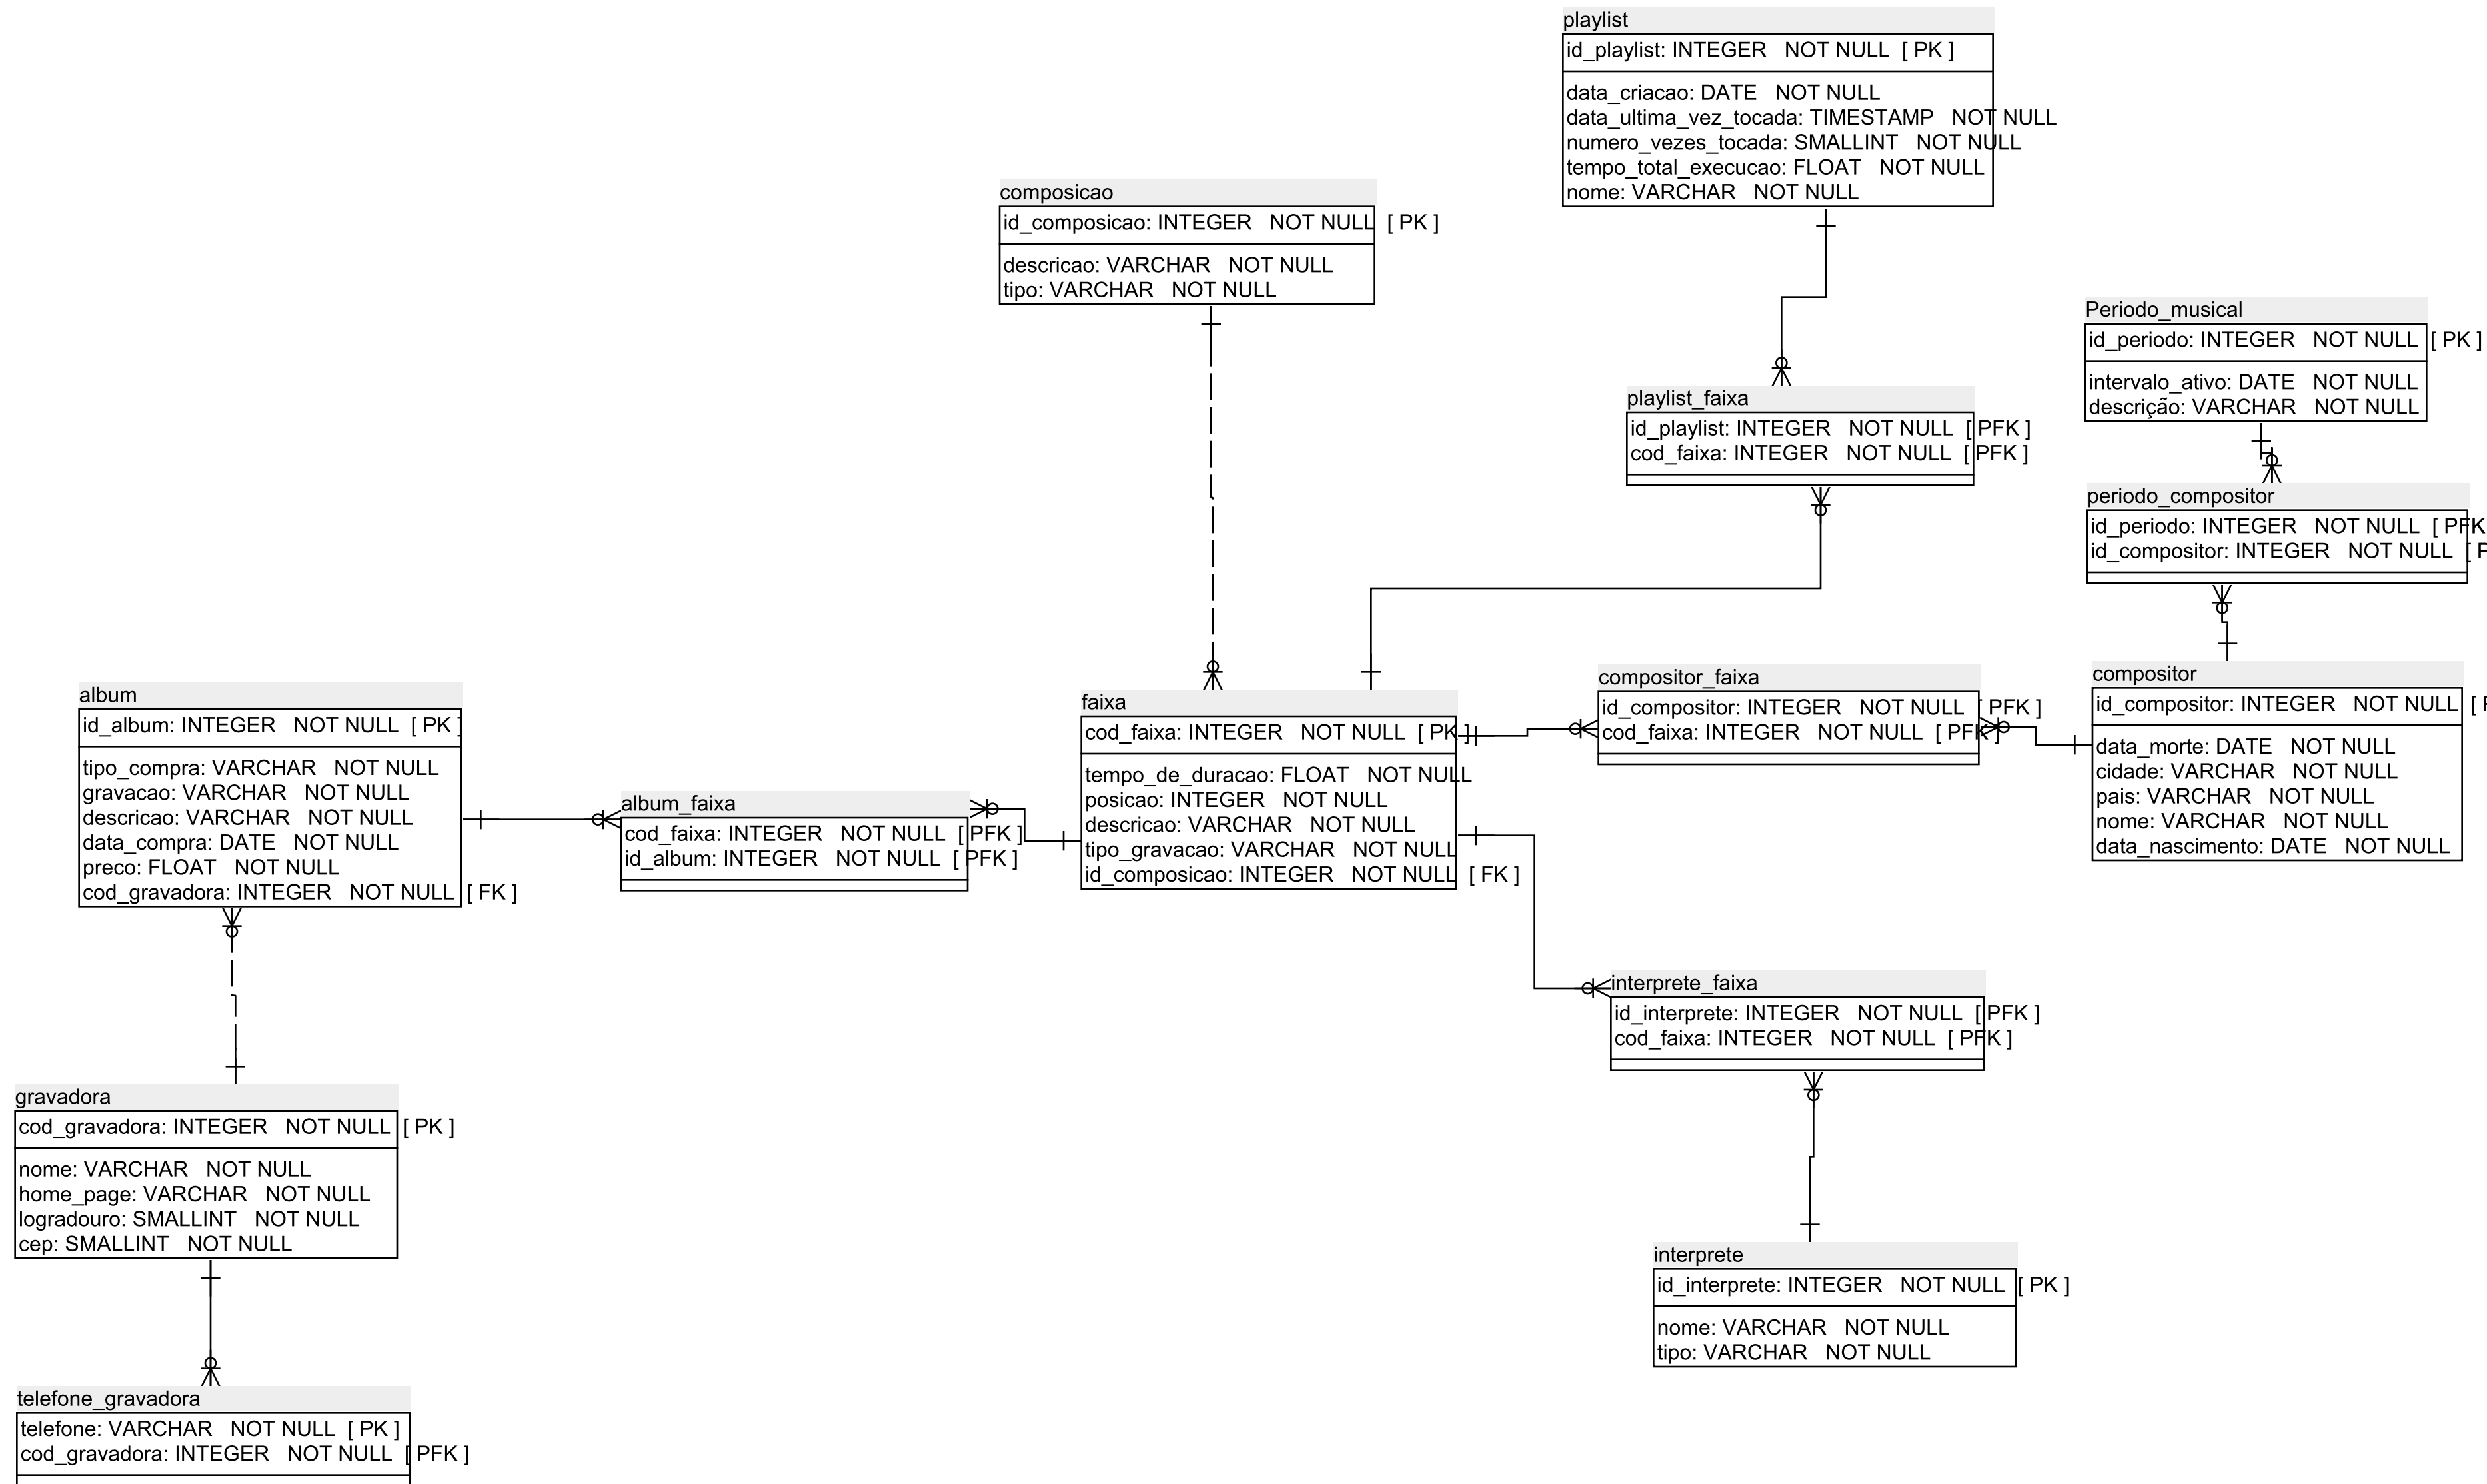 playlist
id_playlist: INTEGER NOT NULL [ PK ]
data_criacao: DATE NOT NULL
data_ultima_vez_tocada: TIMESTAMP NOT NULL
numero_vezes_tocada: SMALLINT NOT NULL
tempo_total_execucao: FLOAT NOT NULL
nome: VARCHAR NOT NULL
composicao
id_composicao: INTEGER NOT NULL [ PK ]
descricao: VARCHAR NOT NULL
tipo: VARCHAR NOT NULL
Periodo_musical
id_periodo: INTEGER NOT NULL [ PK ]
intervalo_ativo: DATE NOT NULL
descrição: VARCHAR NOT NULL
playlist_faixa
id_playlist: INTEGER NOT NULL [ PFK ]
cod_faixa: INTEGER NOT NULL [ PFK ]
periodo_compositor
id_periodo: INTEGER NOT NULL [ PFK
id_compositor: INTEGER NOT NULL [
album
id_album: INTEGER NOT NULL [ PK ]
tipo_compra: VARCHAR NOT NULL
gravacao: VARCHAR NOT NULL
descricao: VARCHAR NOT NULL
data_compra: DATE NOT NULL
preco: FLOAT NOT NULL
cod_gravadora: INTEGER NOT NULL [ FK ]
album_faixa
cod_faixa: INTEGER NOT NULL [ PFK ]
id_album: INTEGER NOT NULL [ PFK ]
faixa
cod_faixa: INTEGER NOT NULL [ PK ]
tempo_de_duracao: FLOAT NOT NULL
posicao: INTEGER NOT NULL
descricao: VARCHAR NOT NULL
tipo_gravacao: VARCHAR NOT NULL
id_composicao: INTEGER NOT NULL [ FK ]
compositor_faixa
id_compositor: INTEGER NOT NULL [ PFK ]
cod_faixa: INTEGER NOT NULL [ PFK ]
compositor
id_compositor: INTEGER NOT NULL [
data_morte: DATE NOT NULL
cidade: VARCHAR NOT NULL
pais: VARCHAR NOT NULL
nome: VARCHAR NOT NULL
data_nascimento: DATE NOT NULL
interprete_faixa
id_interprete: INTEGER NOT NULL [ PFK ]
cod_faixa: INTEGER NOT NULL [ PFK ]
gravadora
cod_gravadora: INTEGER NOT NULL [ PK ]
nome: VARCHAR NOT NULL
home_page: VARCHAR NOT NULL
logradouro: SMALLINT NOT NULL
cep: SMALLINT NOT NULL
interprete
id_interprete: INTEGER NOT NULL [ PK ]
nome: VARCHAR NOT NULL
tipo: VARCHAR NOT NULL
telefone_gravadora
telefone: VARCHAR NOT NULL [ PK ]
cod_gravadora: INTEGER NOT NULL [ PFK ]